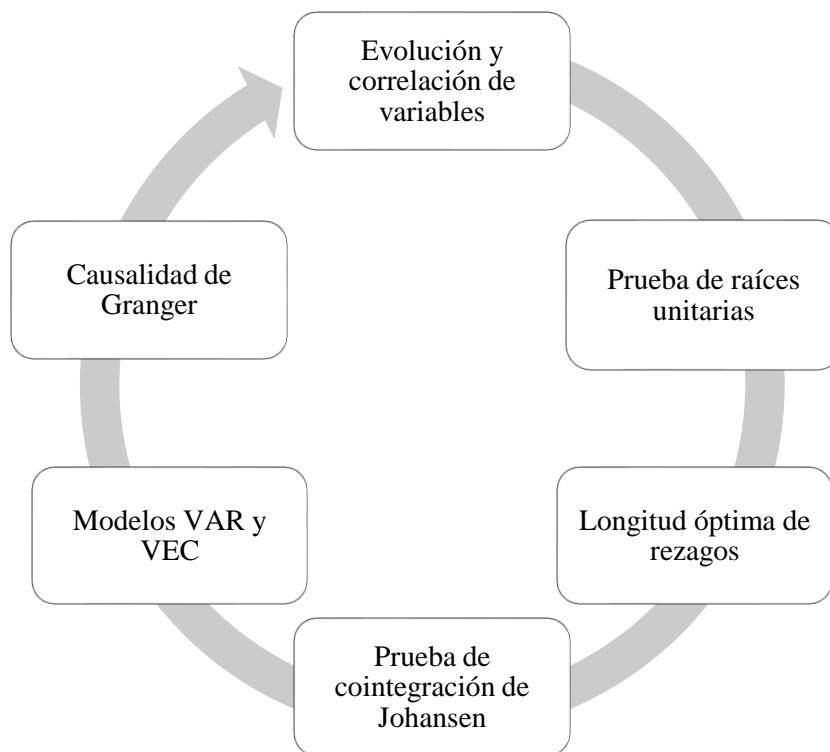 Evolución y
correlación de
variables
Prueba de raíces
unitarias
Longitud óptima de
rezagos
Prueba de
cointegración de
Johansen
Modelos VAR y
VEC
Causalidad de
Granger